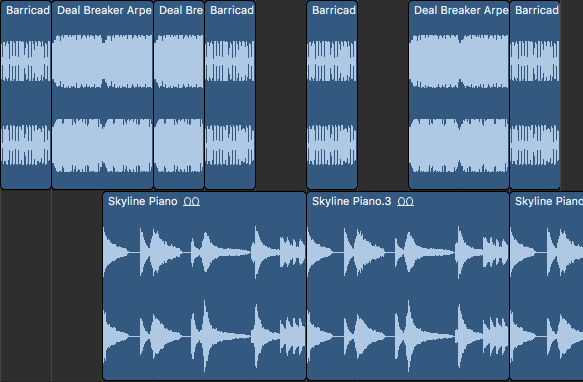 Barricad
Deal Breaker Arpe
Deal Bre
Barricad
Barricad
Deal Breaker Arpe
Barricad
Skyline Piano
Skyline Piano.3
Skyline Piano